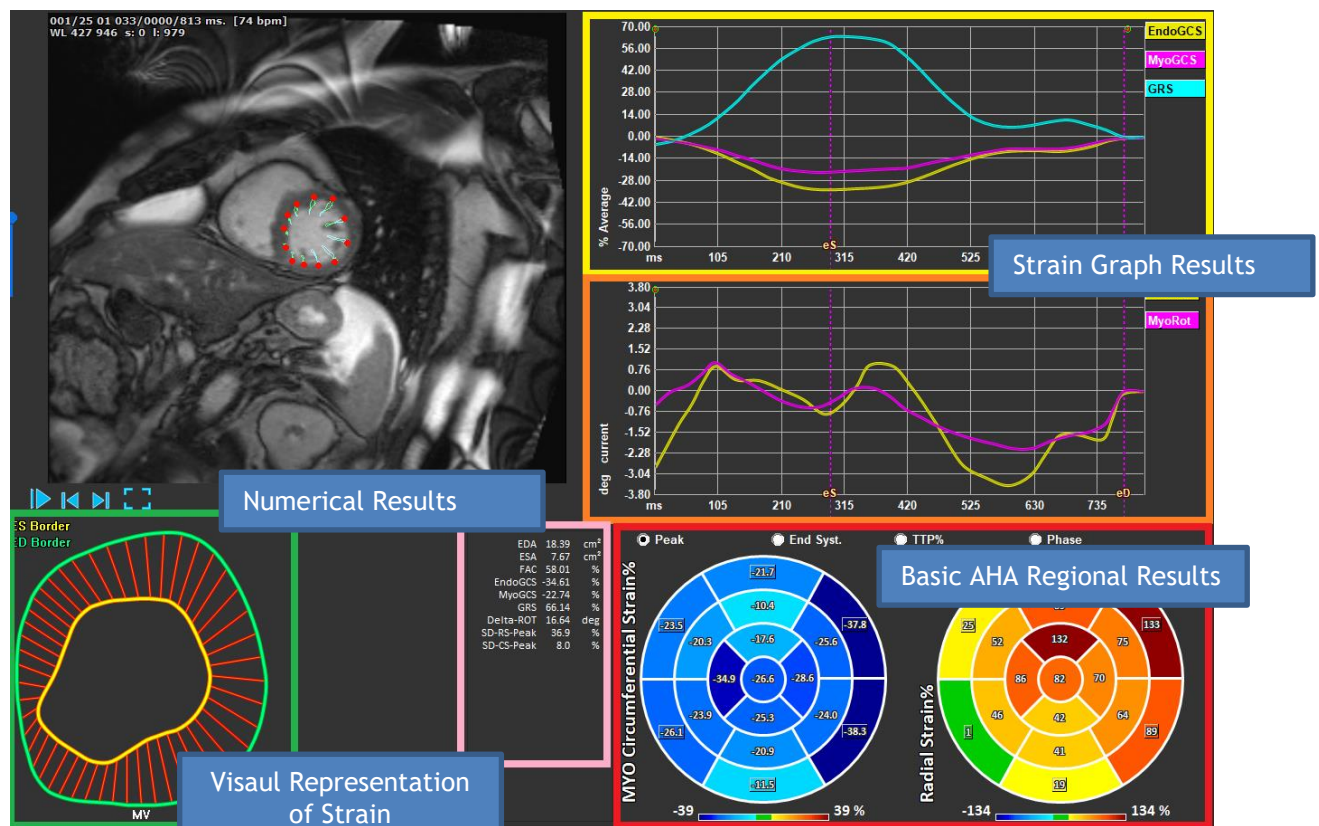 001/25 01 033/0000/813 ms. [74 bpm]
WL 427 946 s: 0 l: 979
70.00
56.00
42.00
28.00
14.00
0.00
-14.00
-28.00
-42.00
-56.00
-70.00
% Average
ms 105 210 315 420 525
eS
EndoGCS
MyoGCS
GRS
Strain Graph Results
3.80
3.04
2.28
1.52
0.76
0.00
-0.76
-1.52
-2.28
-3.04
-3.80
deg current
ms 105 210 315 420 525 630 735
eS eD
MyoRot
Numerical Results
ES Border
ED Border
MV
Visaul Representation
of Strain
EDA 18.39 cm²
ESA 7.67 cm²
FAC 58.01 %
EndoGCS -34.61 %
MyoGCS -22.74 %
GRS 66.14 %
Delta-ROT 16.64 deg
SD-RS-Peak 36.9 %
SD-CS-Peak 8.0 %
Peak End Syst. TTP% Phase
Basic AHA Regional Results
MYO Circumferential Strain%
-21.7
-10.4
-23.5 -37.8
-20.3 -17.6 -25.6
-34.9 -26.6 -28.6
-23.9 -25.3 -24.0
-26.1 -38.3
-20.9
-11.5
-39 39 %
Radial Strain%
25 133
52 132 75
86 82 70
46 42 64
1 89
41
19
-134 134 %